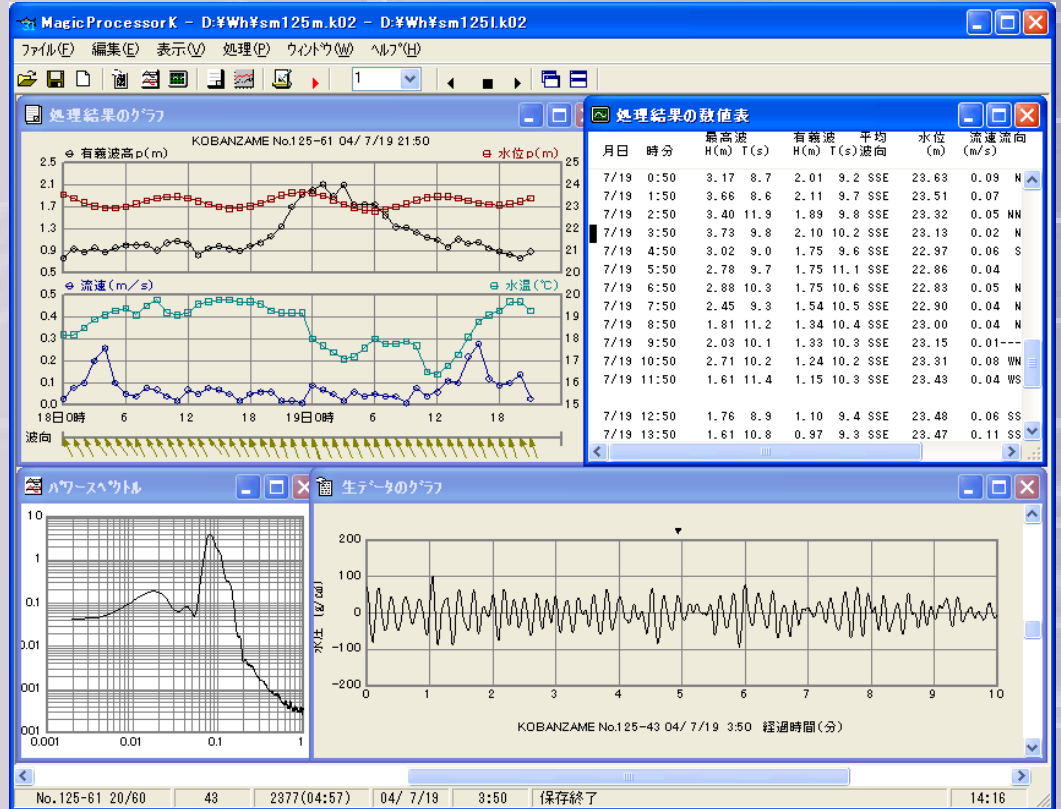 MagicProcessorK - D:¥Wh¥sm125m.k02 - D:¥Wh¥sm125l.k02
ファイル(F) 編集(E) 表示(V) 処理(P) ウィンドウ(W) ヘルプ(H)
1
処理結果のグラフ
KOBANZAME No.125-61 04/ 7/19 21:50
有義波高p(m) 水位p(m)
2.5 25
2.1 24
1.7 23
1.3 22
0.9 21
0.5 20
流速(m/s) 水温(℃)
0.5 20
0.4 19
0.3 18
0.2 17
0.1 16
0.0 15
18日0時 6 12 18 19日0時 6 12 18
波向
処理結果の数値表
最高波 有義波 平均 水位 流速流向
月日 時分 H(m) T(s) H(m) T(s)波向 (m) (m/s)
7/19 0:50 3.17 8.7 2.01 9.2 SSE 23.63 0.09 N
7/19 1:50 3.66 8.6 2.11 9.7 SSE 23.51 0.07
7/19 2:50 3.40 11.9 1.89 9.8 SSE 23.32 0.05 NN
7/19 3:50 3.73 9.8 2.10 10.2 SSE 23.13 0.02 N
7/19 4:50 3.02 9.0 1.75 9.6 SSE 22.97 0.06 S
7/19 5:50 2.78 9.7 1.75 11.1 SSE 22.86 0.04
7/19 6:50 2.88 10.3 1.75 10.6 SSE 22.83 0.05 N
7/19 7:50 2.45 9.3 1.54 10.5 SSE 22.90 0.04 N
7/19 8:50 1.81 11.2 1.34 10.4 SSE 23.00 0.04 N
7/19 9:50 2.03 10.1 1.33 10.3 SSE 23.15 0.01---
7/19 10:50 2.71 10.2 1.24 10.2 SSE 23.31 0.08 WN
7/19 11:50 1.61 11.4 1.15 10.3 SSE 23.43 0.04 WS
7/19 12:50 1.76 8.9 1.10 9.4 SSE 23.48 0.06 SS
7/19 13:50 1.61 10.8 0.97 9.3 SSE 23.47 0.11 SS
パワースペクトル
10
1
0.1
0.01
001
001
0.001 0.01 0.1 1
生データのグラフ
200
100
0
-100
-200
水圧 (g/cm²)
0 1 2 3 4 5 6 7 8 9 10
KOBANZAME No.125-43 04/ 7/19 3:50 経過時間(分)
No.125-61 20/60 43 2377(04:57) 04/ 7/19 3:50 保存終了 14:16